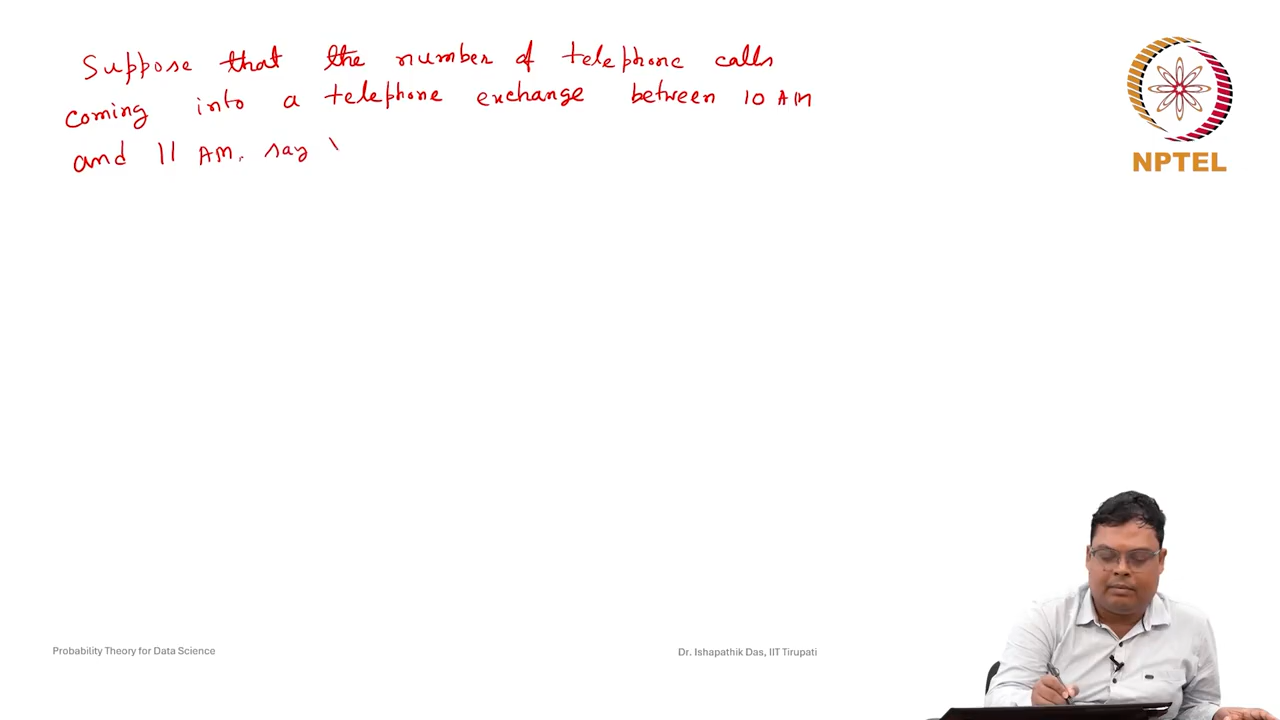 Suppose that the number of telephone calls
coming into a telephone exchange between 10 AM
and 11 AM, say
NPTEL
Probability Theory for Data Science
Dr. Ishapathik Das, IIT Tirupati